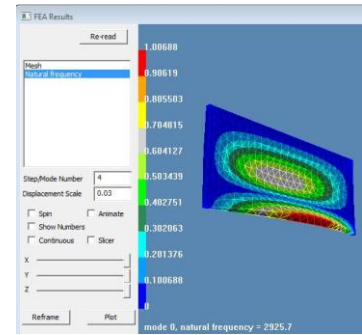 FEA Results
Re-read
Mesh
Natural frequency
Step/Mode Number 4
Displacement Scale 0.03
Spin Animate
Show Numbers
Continuous Slicer
X
Y
Z
Reframe Plot
1.00688
0.90619
0.805503
0.704815
0.604127
0.503439
0.402751
0.302063
0.201376
0.100688
0
mode 0, natural frequency = 2925.7